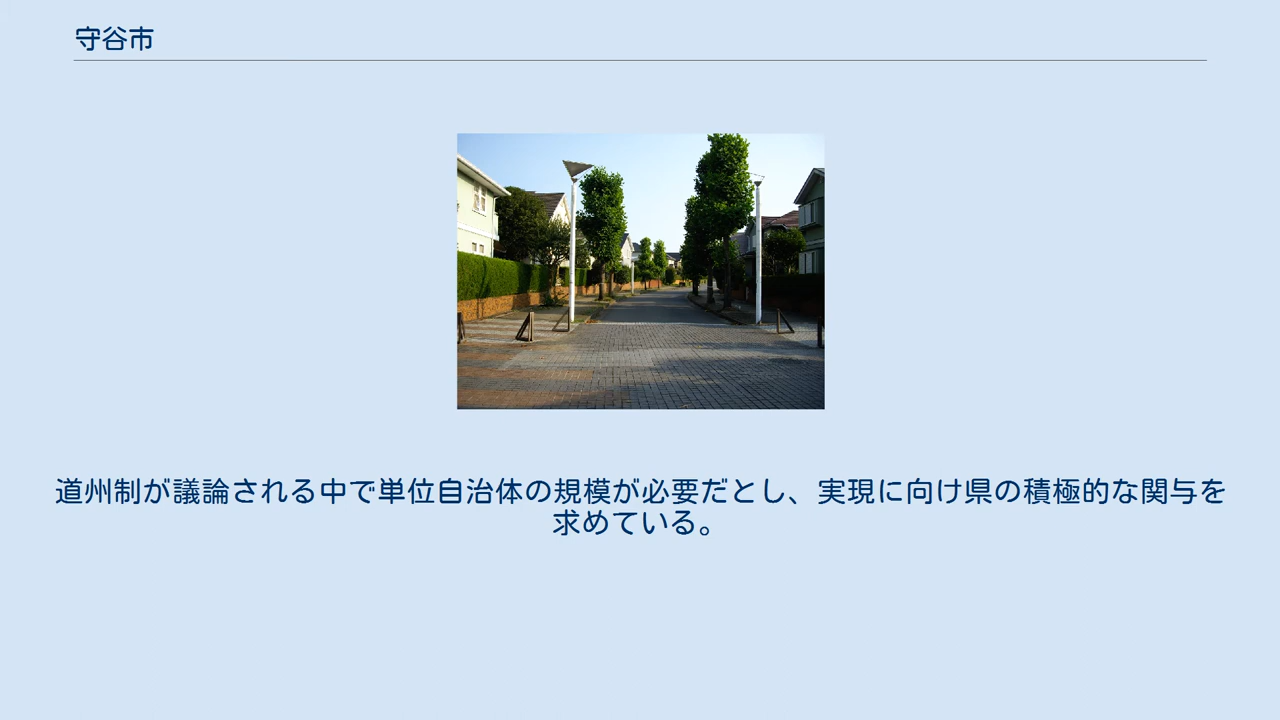 守谷市
道州制が議論される中で単位自治体の規模が必要だとし、実現に向け県の積極的な関与を
求めている。